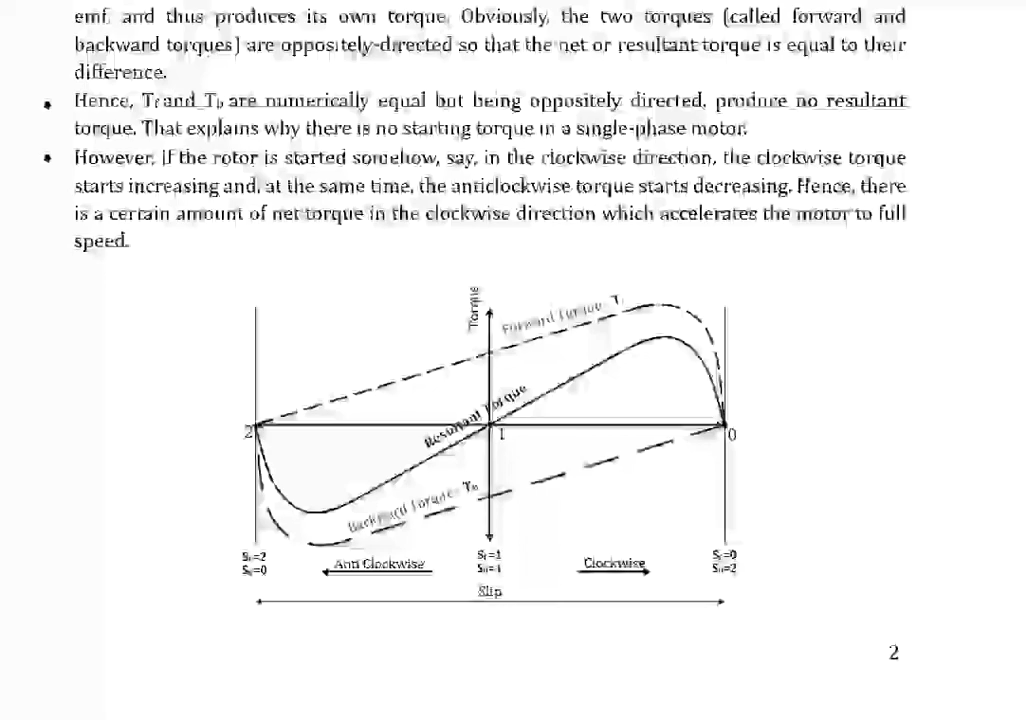 emf, and thus produces its own torque. Obviously, the two torques (called forward and
backward torques) are oppositely-directed so that the net or resultant torque is equal to their
difference.
• Hence, Tf and Tb are numerically equal but being oppositely directed, produce no resultant
torque. That explains why there is no starting torque in a single-phase motor.
• However, If the rotor is started somehow, say, in the clockwise direction, the clockwise torque
starts increasing and, at the same time, the anticlockwise torque starts decreasing. Hence, there
is a certain amount of net torque in the clockwise direction which accelerates the motor to full
speed.
Torque
Forward Torque- T
Resultant Torque
2
1
0
Backward Torque- Tb
Sf=2
Sb=0
Anti Clockwise
Sf=1
Sb=1
Clockwise
Sf=0
Sb=2
Slip
2